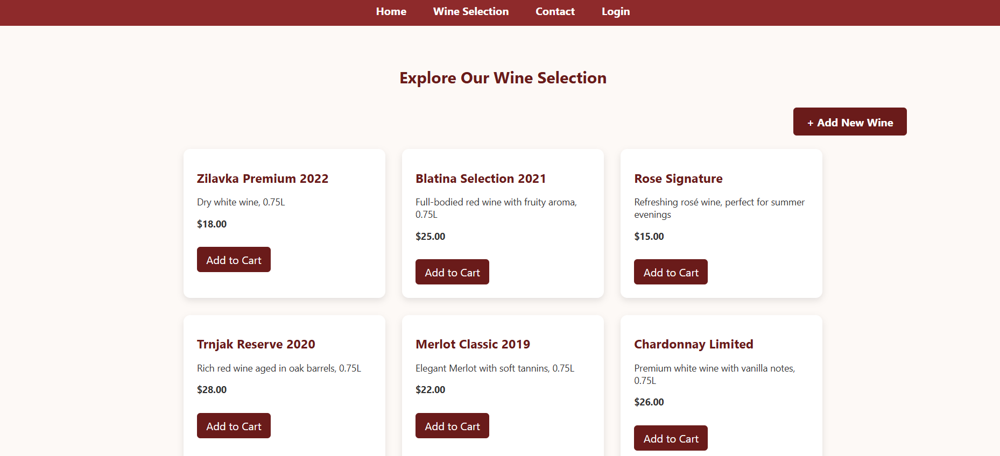 Home Wine Selection Contact Login
Explore Our Wine Selection
+ Add New Wine
Zilavka Premium 2022
Dry white wine, 0.75L
$18.00
Add to Cart
Blatina Selection 2021
Full-bodied red wine with fruity aroma,
0.75L
$25.00
Add to Cart
Rose Signature
Refreshing rosé wine, perfect for summer
evenings
$15.00
Add to Cart
Trnjak Reserve 2020
Rich red wine aged in oak barrels, 0.75L
$28.00
Add to Cart
Merlot Classic 2019
Elegant Merlot with soft tannins, 0.75L
$22.00
Add to Cart
Chardonnay Limited
Premium white wine with vanilla notes,
0.75L
$26.00
Add to Cart